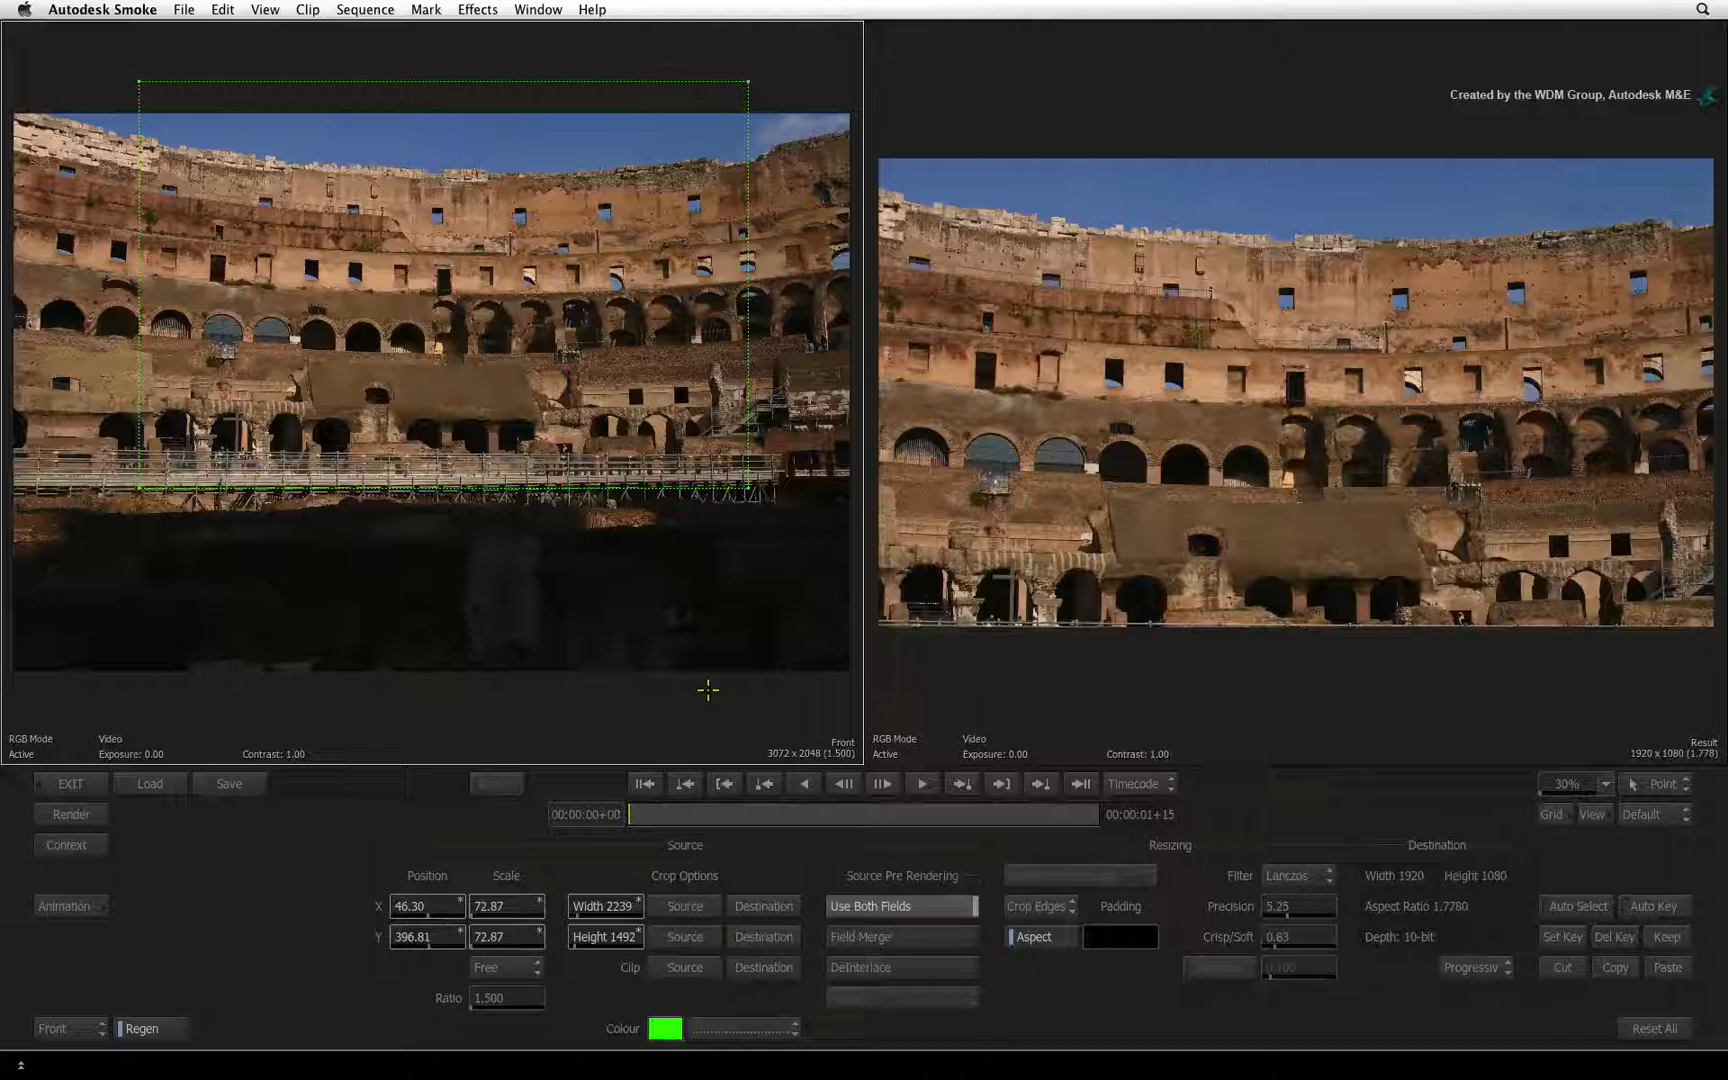 Autodesk Smoke File Edit View Clip Sequence Mark Effects Window Help
Created by the WDM Group, Autodesk M&E
RGB Mode Video Front
Active Exposure: 0.00 Contrast: 1.00 3072 x 2048 (1.500)
RGB Mode Video Result
Active Exposure: 0.00 Contrast: 1.00 1920 x 1080 (1.778)
EXIT Load Save Timecode 30% Point
Render 00:00:00+00 00:00:01+15 Grid View Default
Context Source Resizing Destination
Position Scale Crop Options Source Pre Rendering Filter Lanczos Width 1920 Height 1080
Animation X 46.30 72.87 Width 2239 Source Destination Use Both Fields Crop Edges Padding Precision 5.25 Aspect Ratio 1.7780 Auto Select Auto Key
Y 396.81 72.87 Height 1492 Source Destination Field Merge Aspect Crisp/Soft 0.83 Depth: 10-bit Set Key Del Key Keep
Free Clip Source Destination DeInterlace 0.100 Progressiv Cut Copy Paste
Ratio 1.500
Front Regen Colour Reset All